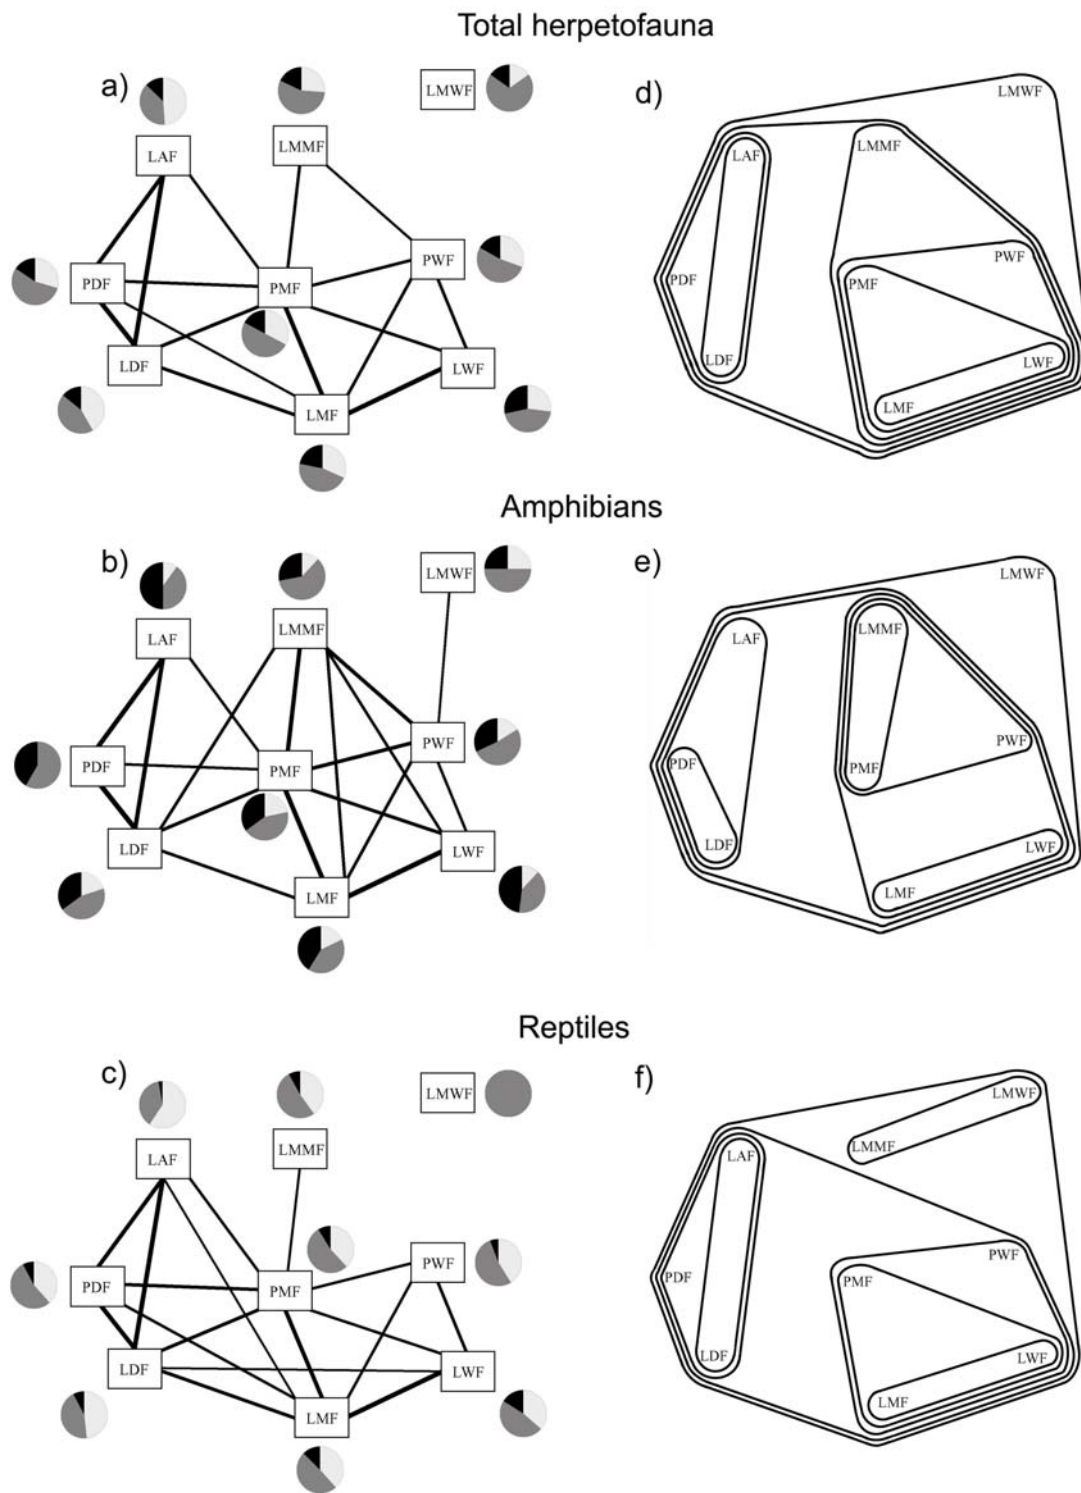 Total herpetofauna
a)
LMWF
LAF
LMMF
PWF
PDF
PMF
LDF
LWF
LMF
d)
LMWF
LAF
LMMF
PWF
PDF
PMF
LDF
LWF
LMF
Amphibians
b)
LMWF
LAF
LMMF
PWF
PDF
PMF
LDF
LWF
LMF
e)
LMWF
LAF
LMMF
PWF
PDF
PMF
LDF
LWF
LMF
Reptiles
c)
LMWF
LAF
LMMF
PWF
PDF
PMF
LDF
LWF
LMF
f)
LMWF
LMMF
LAF
PWF
PDF
PMF
LDF
LWF
LMF